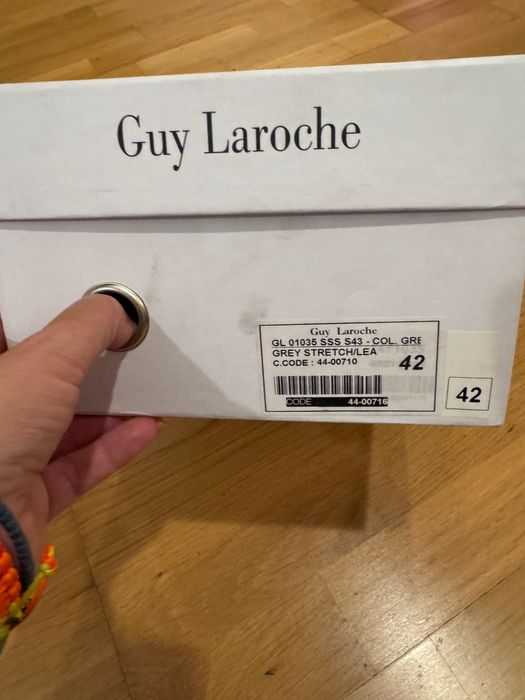 Guy Laroche
Guy Laroche
GL 01035 SSS S43 - COL. GRE
GREY STRETCH/LEA
C.CODE : 44-00710
42
CODE 44-00716
42